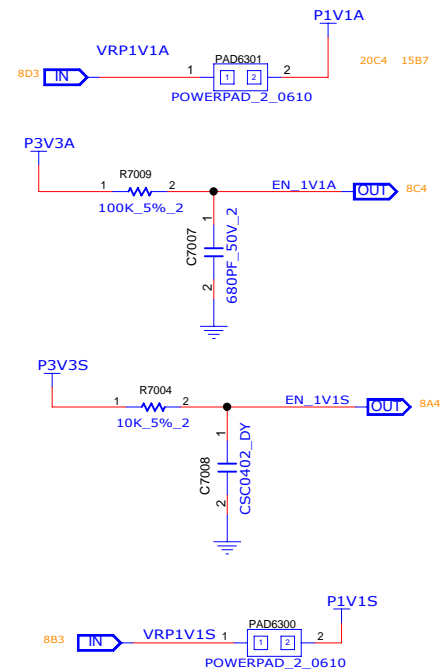 P1V1A
VRP1V1A
PAD6301
20C4 15B7
8D3 IN 1 1 2 2
POWERPAD_2_0610
P3V3A
R7009
1 2 EN_1V1A OUT 8C4
100K_5%_2
1
C7007
680PF_50V_2
2
P3V3S
R7004
1 2 EN_1V1S OUT 8A4
10K_5%_2
1
C7008
CSC0402_DY
2
P1V1S
PAD6300
8B3 IN VRP1V1S 1 1 2 2
POWERPAD_2_0610